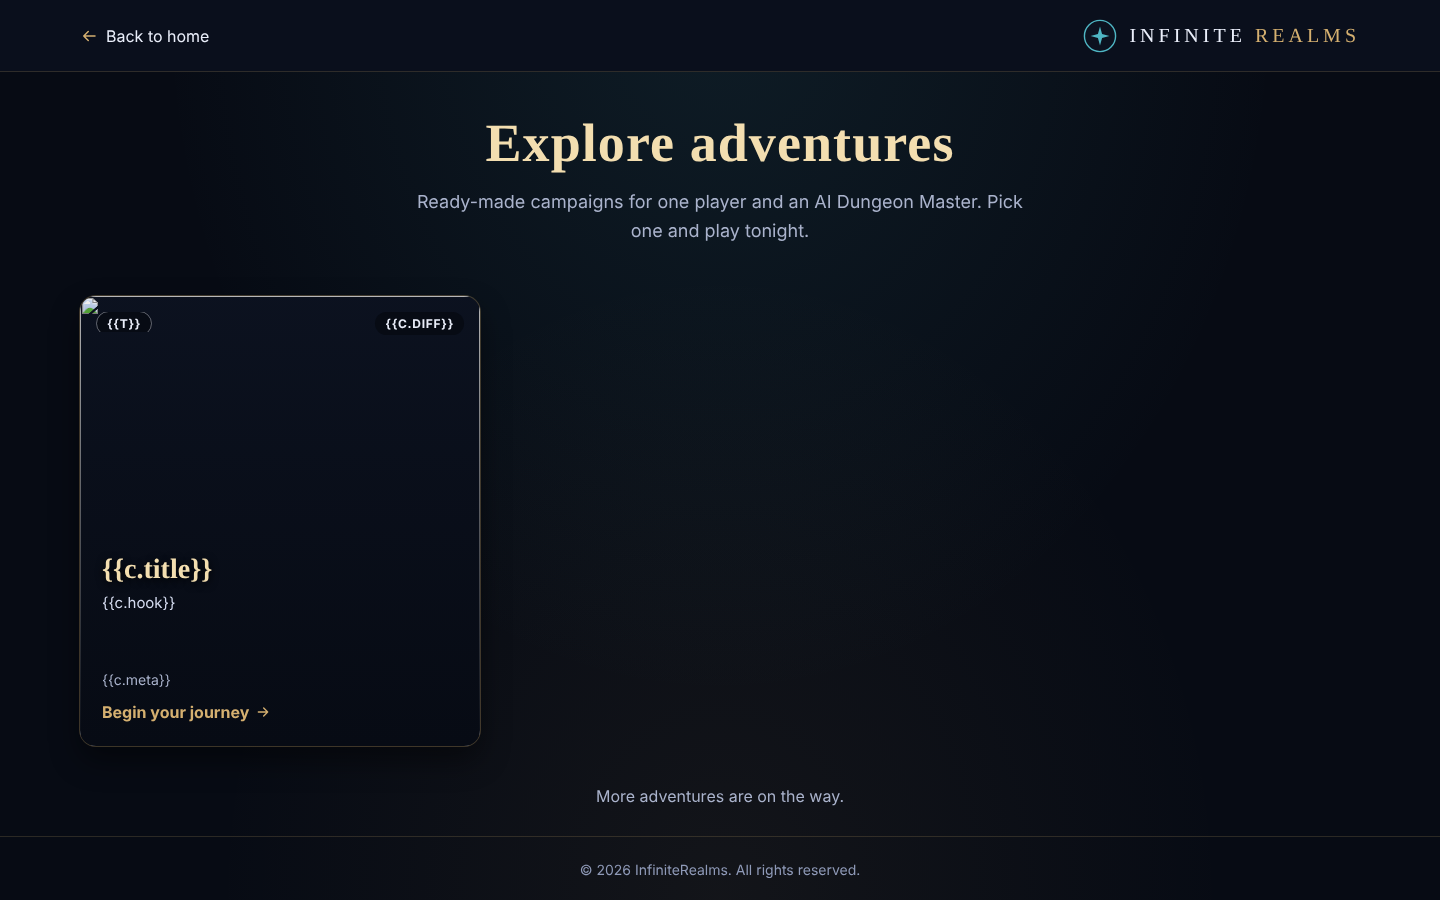 Back to home
INFINITE REALMS
Explore adventures
Ready-made campaigns for one player and an AI Dungeon Master. Pick
one and play tonight.
{{T}}
{{C.DIFF}}
{{c.title}}
{{c.hook}}
{{c.meta}}
Begin your journey →
More adventures are on the way.
© 2026 InfiniteRealms. All rights reserved.